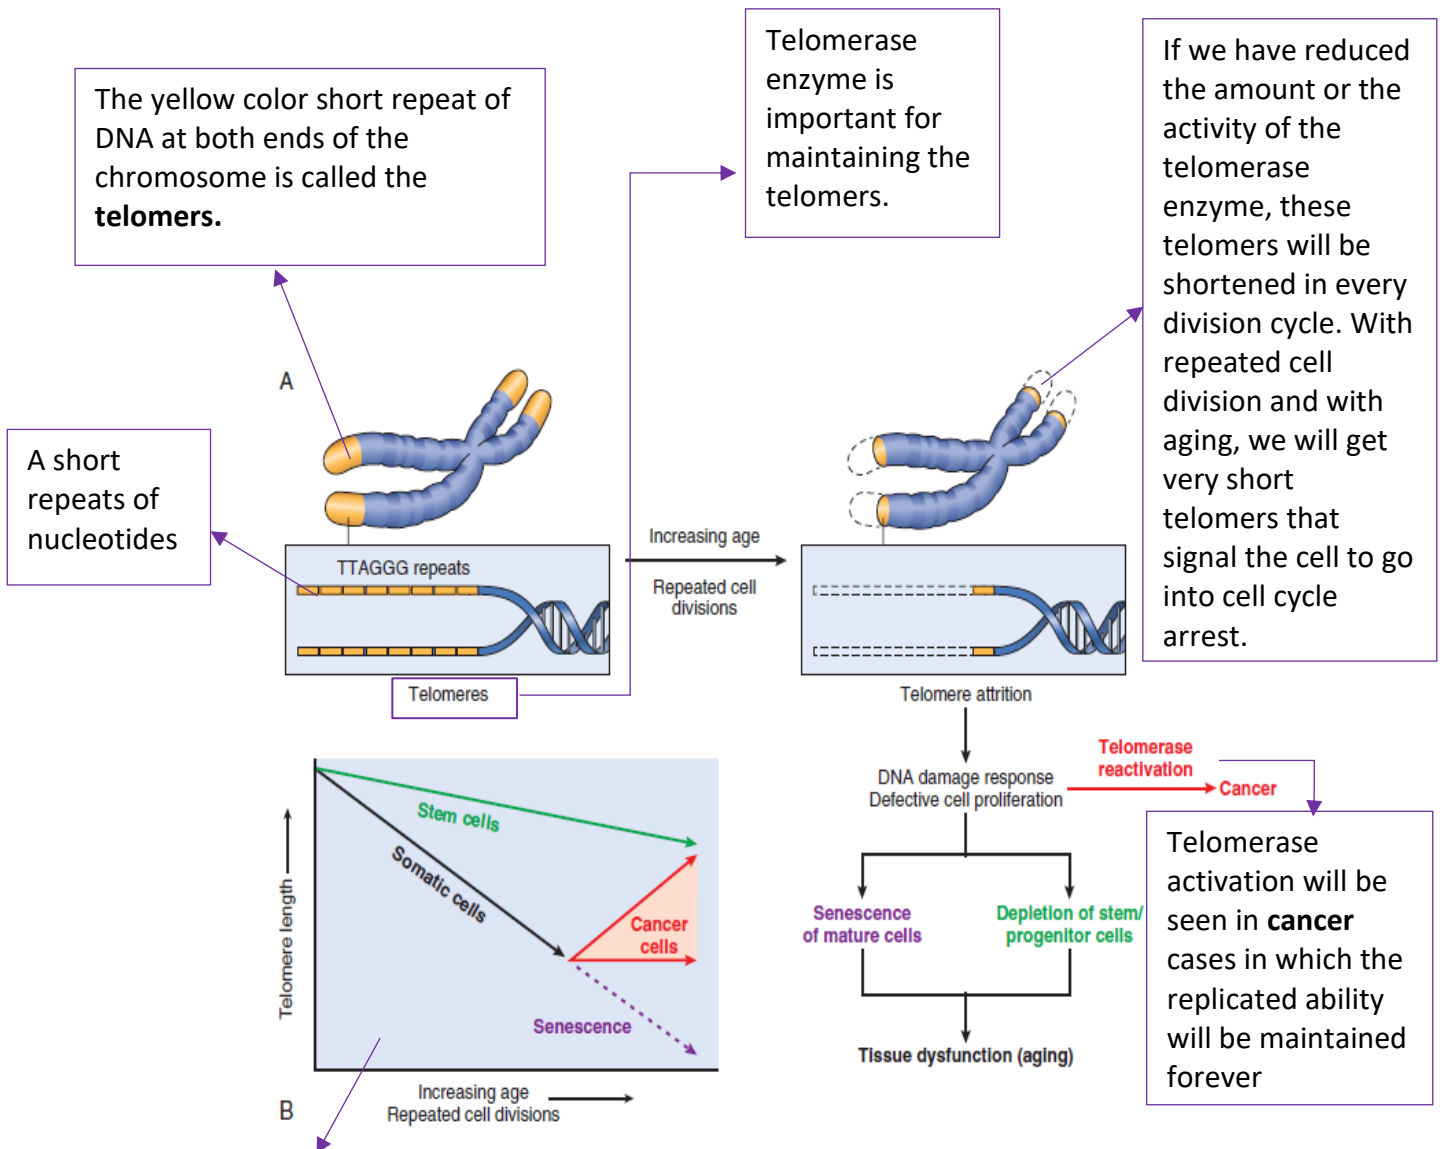 The yellow color short repeat of
DNA at both ends of the
chromosome is called the
telomers.
Telomerase
enzyme is
important for
maintaining the
telomers.
If we have reduced
the amount or the
activity of the
telomerase
enzyme, these
telomers will be
shortened in every
division cycle. With
repeated cell
division and with
aging, we will get
very short
telomers that
signal the cell to go
into cell cycle
arrest.
A
A short
repeats of
nucleotides
TTAGGG repeats
Telomeres
Increasing age
Repeated cell
divisions
Telomere attrition
DNA damage response
Defective cell proliferation
Telomerase
reactivation
Cancer
Senescence
of mature cells
Depletion of stem/
progenitor cells
Tissue dysfunction (aging)
Telomerase
activation will be
seen in cancer
cases in which the
replicated ability
will be maintained
forever
Telomere length
Stem cells
Somatic cells
Cancer
cells
Senescence
Increasing age
Repeated cell divisions
B